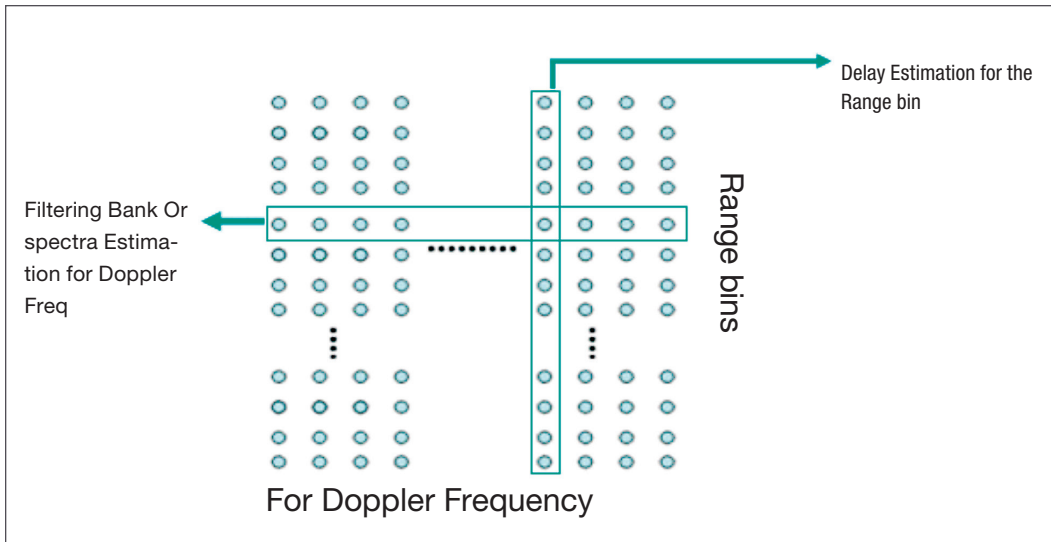 Delay Estimation for the
Range bin
Filtering Bank Or
spectra Estima-
tion for Doppler
Freq
Range bins
For Doppler Frequency